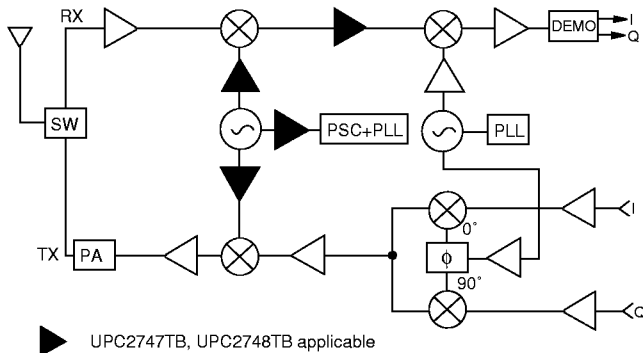 RX
DEMO
I
Q
SW
PSC+PLL
PLL
I
0°
TX
PA
ϕ
90°
Q
UPC2747TB, UPC2748TB applicable